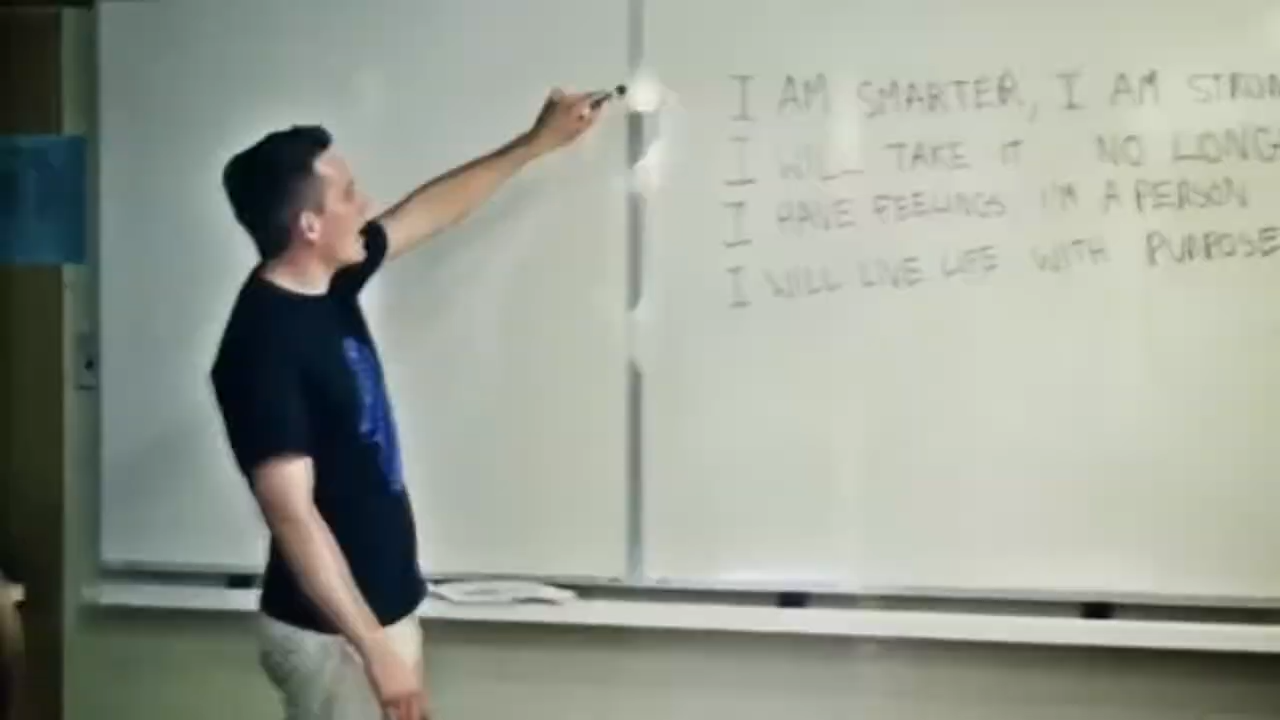 I AM SMARTER, I AM STRON
I WILL TAKE IT NO LONG
I HAVE FEELINGS I'M A PERSON
I WILL LIVE LIFE WITH PURPOSE